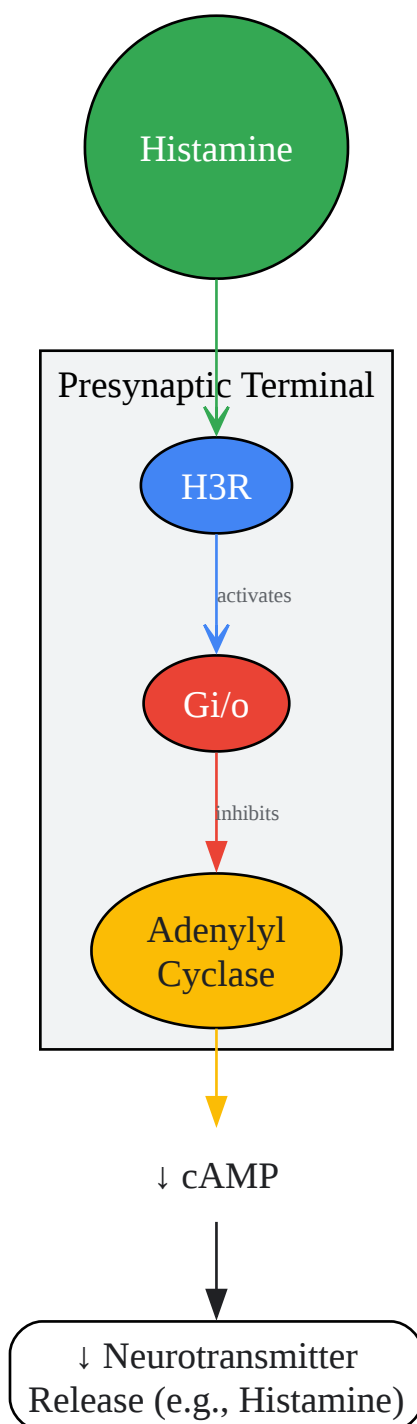 Histamine
Presynaptic Terminal
H3R
activates
Gi/o
inhibits
Adenylyl
Cyclase
↓ cAMP
↓ Neurotransmitter
Release (e.g., Histamine)